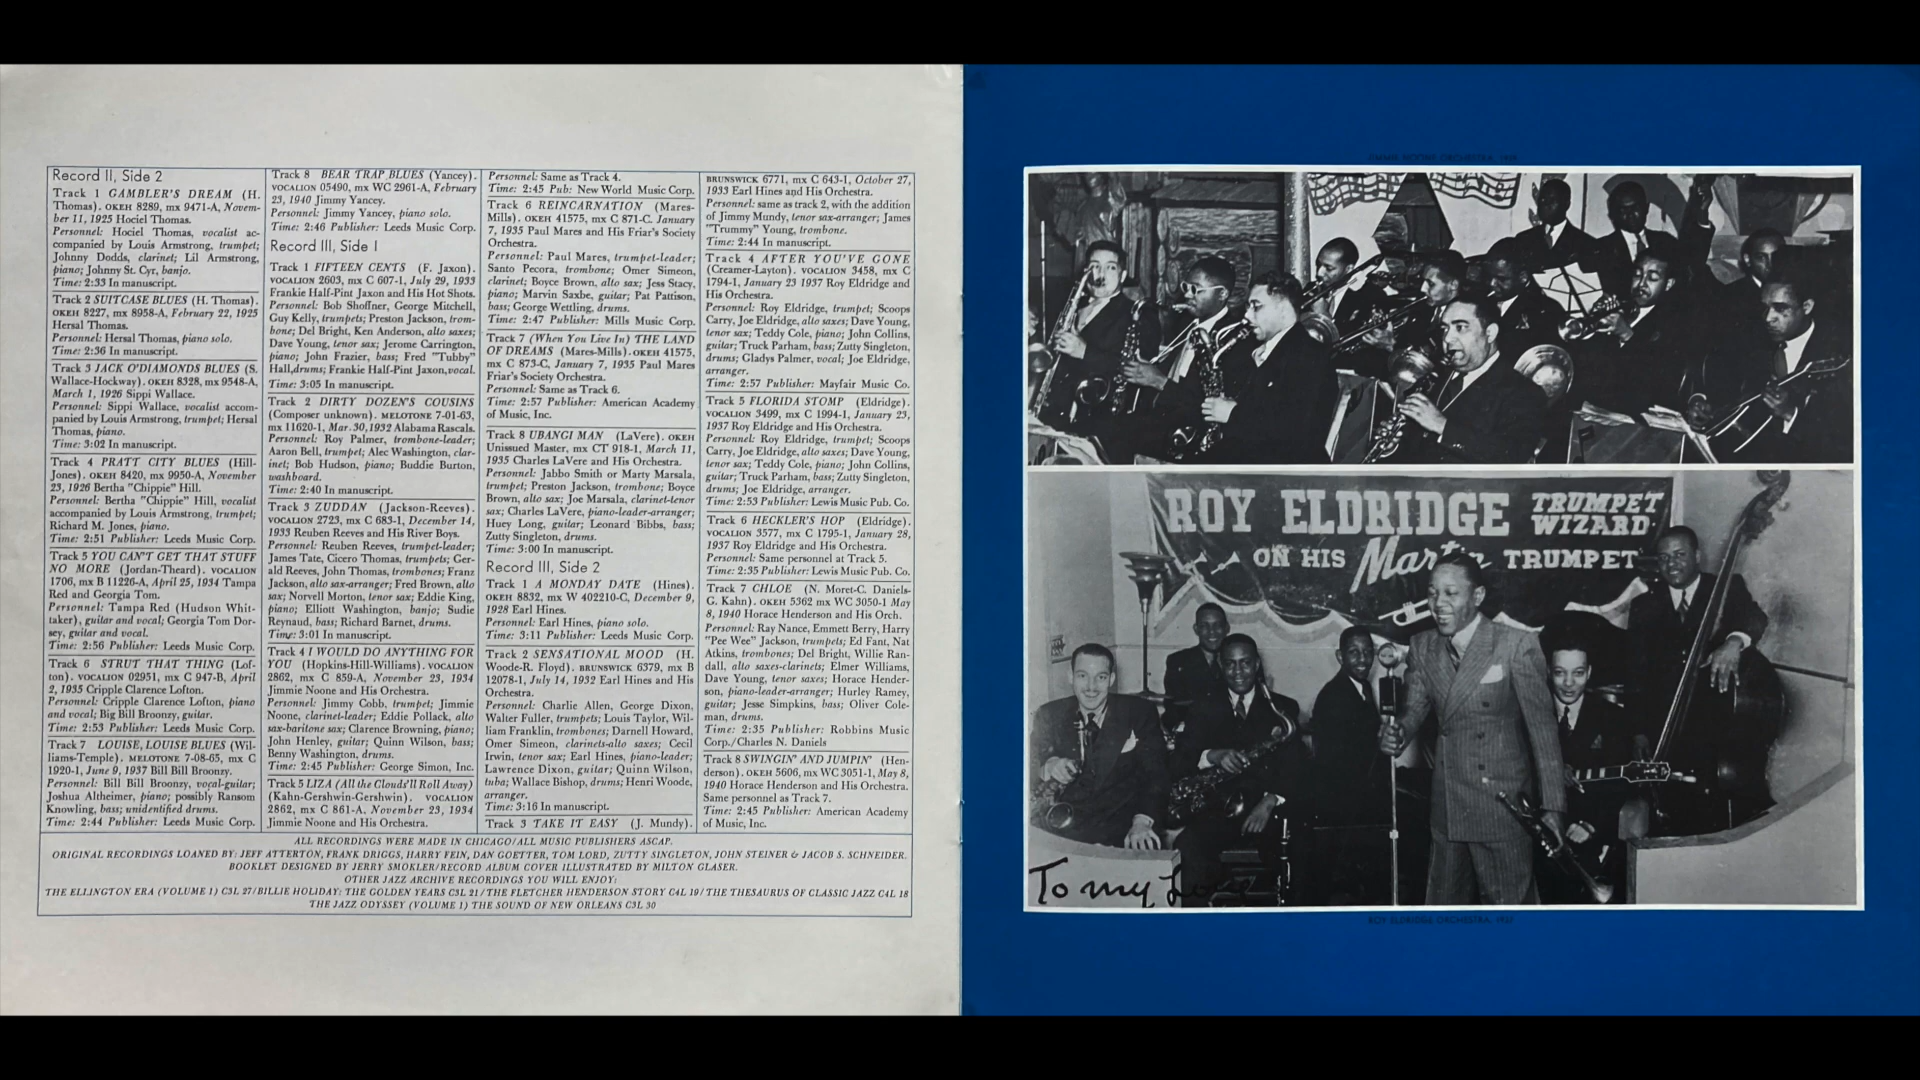 Record II, Side 2
Track 1 GAMBLER'S DREAM (H.
Thomas). OKEH 8289, mx 9471-A, Novem-
ber 11, 1925 Hociel Thomas.
Personnel: Hociel Thomas, vocalist ac-
companied by Louis Armstrong, trumpet;
Johnny Dodds, clarinet; Lil Armstrong,
piano; Johnny St. Cyr, banjo.
Time: 2:33 In manuscript.
Track 2 SUITCASE BLUES (H. Thomas).
OKEH 8227, mx 8958-A, February 22, 1925
Hersal Thomas.
Personnel: Hersal Thomas, piano solo.
Time: 2:36 In manuscript.
Track 3 JACK O'DIAMONDS BLUES (S.
Wallace-Hockway). OKEH 8328, mx 9548-A,
March 1, 1926 Sippi Wallace.
Personnel: Sippi Wallace, vocalist accom-
panied by Louis Armstrong, trumpet; Hersal
Thomas, piano.
Time: 3:02 In manuscript.
Track 4 PRATT CITY BLUES (Hill-
Jones). OKEH 8420, mx 9950-A, November
23, 1926 Bertha "Chippie" Hill.
Personnel: Bertha "Chippie" Hill, vocalist
accompanied by Louis Armstrong, trumpet;
Richard M. Jones, piano.
Time: 2:51 Publisher: Leeds Music Corp.
Track 5 YOU CAN'T GET THAT STUFF
NO MORE (Jordan-Theard). VOCALION
1706, mx B 11226-A, April 25, 1934 Tampa
Red and Georgia Tom.
Personnel: Tampa Red (Hudson Whit-
taker), guitar and vocal; Georgia Tom Dor-
sey, guitar and vocal.
Time: 2:56 Publisher: Leeds Music Corp.
Track 6 STRUT THAT THING (Lof-
ton). VOCALION 02951, mx C 947-B, April
2, 1935 Cripple Clarence Lofton.
Personnel: Cripple Clarence Lofton, piano
and vocal; Big Bill Broonzy, guitar.
Time: 2:53 Publisher: Leeds Music Corp.
Track 7 LOUISE, LOUISE BLUES (Wil-
liams-Temple). MELOTONE 7-08-65, mx C
1920-1, June 9, 1937 Bill Bill Broonzy.
Personnel: Bill Bill Broonzy, vocal-guitar;
Joshua Altheimer, piano; possibly Ransom
Knowling, bass; unidentified drums.
Time: 2:44 Publisher: Leeds Music Corp.
Track 8 BEAR TRAP BLUES (Yancey).
VOCALION 05490, mx WC 2961-A, February
23, 1940 Jimmy Yancey.
Personnel: Jimmy Yancey, piano solo.
Time: 2:46 Publisher: Leeds Music Corp.
Record III, Side I
Track 1 FIFTEEN CENTS (F. Jaxon).
VOCALION 2603, mx C 607-1, July 29, 1933
Frankie Half-Pint Jaxon and His Hot Shots.
Personnel: Bob Shoffner, George Mitchell,
Guy Kelly, trumpets; Preston Jackson, trom-
bone; Del Bright, Ken Anderson, alto saxes;
Dave Young, tenor sax; Jerome Carrington,
piano; John Frazier, bass; Fred "Tubby"
Hall, drums; Frankie Half-Pint Jaxon, vocal.
Time: 3:05 In manuscript.
Track 2 DIRTY DOZEN'S COUSINS
(Composer unknown). MELOTONE 7-01-63,
mx 11620-1, Mar. 30, 1932 Alabama Rascals.
Personnel: Roy Palmer, trombone-leader;
Aaron Bell, trumpet; Alec Washington, clar-
inet; Bob Hudson, piano; Buddie Burton,
washboard.
Time: 2:40 In manuscript.
Track 3 ZUDDAN (Jackson-Reeves).
VOCALION 2723, mx C 683-1, December 14,
1933 Reuben Reeves and His River Boys.
Personnel: Reuben Reeves, trumpet-leader;
James Tate, Cicero Thomas, trumpets; Ger-
ald Reeves, John Thomas, trombones; Franz
Jackson, alto sax-arranger; Fred Brown, alto
sax; Norvell Morton, tenor sax; Eddie King,
piano; Elliott Washington, banjo; Sudie
Reynaud, bass; Richard Barnet, drums.
Time: 3:01 In manuscript.
Track 4 I WOULD DO ANYTHING FOR
YOU (Hopkins-Hill-Williams). VOCALION
2862, mx C 859-A, November 23, 1934
Jimmie Noone and His Orchestra.
Personnel: Jimmy Cobb, trumpet; Jimmie
Noone, clarinet-leader; Eddie Pollack, alto
sax-baritone sax; Clarence Browning, piano;
John Henley, guitar; Quinn Wilson, bass;
Benny Washington, drums.
Time: 2:45 Publisher: George Simon, Inc.
Track 5 LIZA (All the Clouds'll Roll Away)
(Kahn-Gershwin-Gershwin). VOCALION
2862, mx C 861-A, November 23, 1934
Jimmie Noone and His Orchestra.
Personnel: Same as Track 4.
Time: 2:45 Pub: New World Music Corp.
Track 6 REINCARNATION (Mares-
Mills). OKEH 41575, mx C 871-C. January
7, 1935 Paul Mares and His Friar's Society
Orchestra.
Personnel: Paul Mares, trumpet-leader;
Santo Pecora, trombone; Omer Simeon,
clarinet; Boyce Brown, alto sax; Jess Stacy,
piano; Marvin Saxbe, guitar; Pat Pattison,
bass; George Wettling, drums.
Time: 2:47 Publisher: Mills Music Corp.
Track 7 (When You Live In) THE LAND
OF DREAMS (Mares-Mills). OKEH 41575,
mx C 873-C, January 7, 1935 Paul Mares
Friar's Society Orchestra.
Personnel: Same as Track 6.
Time: 2:57 Publisher: American Academy
of Music, Inc.
Track 8 UBANGI MAN (LaVere). OKEH
Unissued Master, mx CT 918-1, March 11,
1935 Charles LaVere and His Orchestra.
Personnel: Jabbo Smith or Marty Marsala,
trumpet; Preston Jackson, trombone; Boyce
Brown, alto sax; Joe Marsala, clarinet-tenor
sax; Charles LaVere, piano-leader-arranger;
Huey Long, guitar; Leonard Bibbs, bass;
Zutty Singleton, drums.
Time: 3:00 In manuscript.
Record III, Side 2
Track 1 A MONDAY DATE (Hines).
OKEH 8832, mx W 402210-C, December 9,
1928 Earl Hines.
Personnel: Earl Hines, piano solo.
Time: 3:11 Publisher: Leeds Music Corp.
Track 2 SENSATIONAL MOOD (H.
Woode-R. Floyd). BRUNSWICK 6379, mx B
12078-1, July 14, 1932 Earl Hines and His
Orchestra.
Personnel: Charlie Allen, George Dixon,
Walter Fuller, trumpets; Louis Taylor, Wil-
liam Franklin, trombones; Darnell Howard,
Omer Simeon, clarinets-alto saxes; Cecil
Irwin, tenor sax; Earl Hines, piano-leader;
Lawrence Dixon, guitar; Quinn Wilson,
tuba; Wallace Bishop, drums; Henri Woode,
arranger.
Time: 3:16 In manuscript.
Track 3 TAKE IT EASY (J. Mundy).
BRUNSWICK 6771, mx C 643-1, October 27,
1933 Earl Hines and His Orchestra.
Personnel: same as track 2, with the addition
of Jimmy Mundy, tenor sax-arranger; James
"Trummy" Young, trombone.
Time: 2:44 In manuscript.
Track 4 AFTER YOU'VE GONE
(Creamer-Layton). VOCALION 3458, mx C
1794-1, January 23 1937 Roy Eldridge and
His Orchestra.
Personnel: Roy Eldridge, trumpet; Scoops
Carry, Joe Eldridge, alto saxes; Dave Young,
tenor sax; Teddy Cole, piano; John Collins,
guitar; Truck Parham, bass; Zutty Singleton,
drums; Gladys Palmer, vocal; Joe Eldridge,
arranger.
Time: 2:57 Publisher: Mayfair Music Co.
Track 5 FLORIDA STOMP (Eldridge).
VOCALION 3499, mx C 1994-1, January 23,
1937 Roy Eldridge and His Orchestra.
Personnel: Roy Eldridge, trumpet; Scoops
Carry, Joe Eldridge, alto saxes; Dave Young,
tenor sax; Teddy Cole, piano; John Collins,
guitar; Truck Parham, bass; Zutty Singleton,
drums; Joe Eldridge, arranger.
Time: 2:53 Publisher: Lewis Music Pub. Co.
Track 6 HECKLER'S HOP (Eldridge).
VOCALION 3577, mx C 1795-1, January 28,
1937 Roy Eldridge and His Orchestra.
Personnel: Same personnel at Track 5.
Time: 2:35 Publisher: Lewis Music Pub. Co.
Track 7 CHLOE (N. Moret-C. Daniels-
G. Kahn). OKEH 5362 mx WC 3050-1 May
8, 1940 Horace Henderson and His Orch.
Personnel: Ray Nance, Emmett Berry, Harry
"Pee Wee" Jackson, trumpets; Ed Fant, Nat
Atkins, trombones; Del Bright, Willie Ran-
dall, alto saxes-clarinets; Elmer Williams,
Dave Young, tenor saxes; Horace Hender-
son, piano-leader-arranger; Hurley Ramey,
guitar; Jesse Simpkins, bass; Oliver Cole-
man, drums.
Time: 2:35 Publisher: Robbins Music
Corp./Charles N. Daniels
Track 8 SWINGIN' AND JUMPIN' (Hen-
derson). OKEH 5606, mx WC 3051-1, May 8,
1940 Horace Henderson and His Orchestra.
Same personnel as Track 7.
Time: 2:45 Publisher: American Academy
of Music, Inc.
ALL RECORDINGS WERE MADE IN CHICAGO/ALL MUSIC PUBLISHERS ASCAP.
ORIGINAL RECORDINGS LOANED BY: JEFF ATTERTON, FRANK DRIGGS, HARRY FEIN, DAN GOETTER, TOM LORD, ZUTTY SINGLETON, JOHN STEINER & JACOB S. SCHNEIDER.
BOOKLET DESIGNED BY JERRY SMOKLER/RECORD ALBUM COVER ILLUSTRATED BY MILTON GLASER.
OTHER JAZZ ARCHIVE RECORDINGS YOU WILL ENJOY:
THE ELLINGTON ERA (VOLUME 1) C3L 27/BILLIE HOLIDAY: THE GOLDEN YEARS C3L 21/THE FLETCHER HENDERSON STORY C4L 19/THE THESAURUS OF CLASSIC JAZZ C4L 18
THE JAZZ ODYSSEY (VOLUME 1) THE SOUND OF NEW ORLEANS C3L 30
JIMMIE NOONE ORCHESTRA,
ROY ELDRIDGE TRUMPET
WIZARD
ON HIS Martin TRUMPET
To my
ROY ELDRIDGE ORCHESTRA, 1937